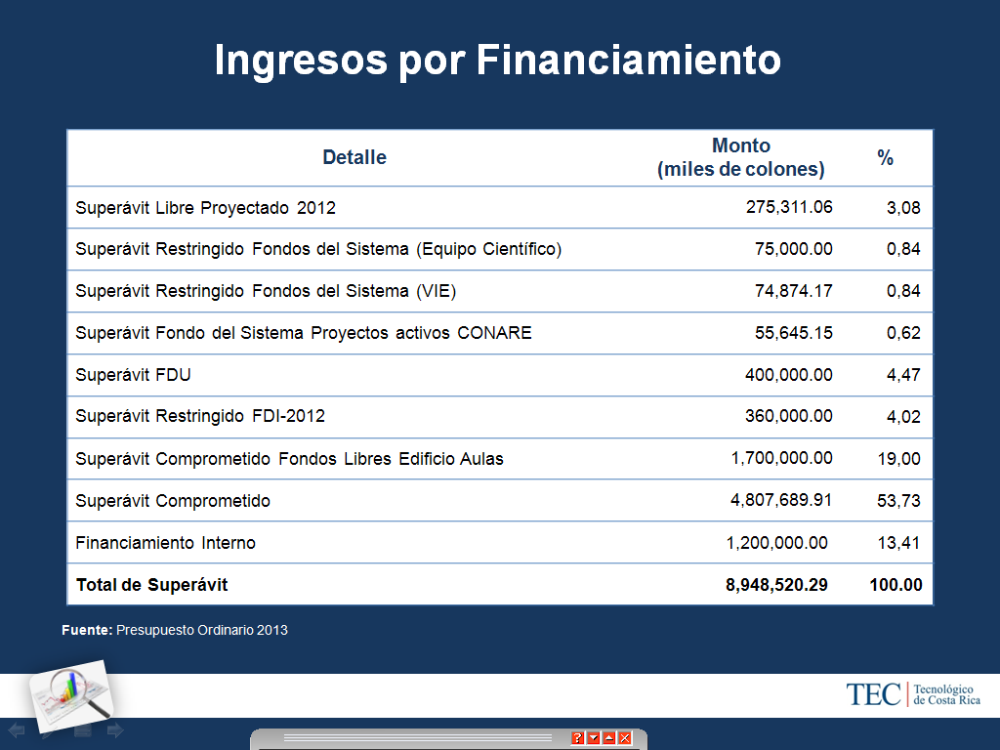 Ingresos por Financiamiento
Detalle Monto (miles de colones) %
Superávit Libre Proyectado 2012 275,311.06 3,08
Superávit Restringido Fondos del Sistema (Equipo Científico) 75,000.00 0,84
Superávit Restringido Fondos del Sistema (VIE) 74,874.17 0,84
Superávit Fondo del Sistema Proyectos activos CONARE 55,645.15 0,62
Superávit FDU 400,000.00 4,47
Superávit Restringido FDI-2012 360,000.00 4,02
Superávit Comprometido Fondos Libres Edificio Aulas 1,700,000.00 19,00
Superávit Comprometido 4,807,689.91 53,73
Financiamiento Interno 1,200,000.00 13,41
Total de Superávit 8,948,520.29 100.00
Fuente: Presupuesto Ordinario 2013
TEC Tecnológico
de Costa Rica